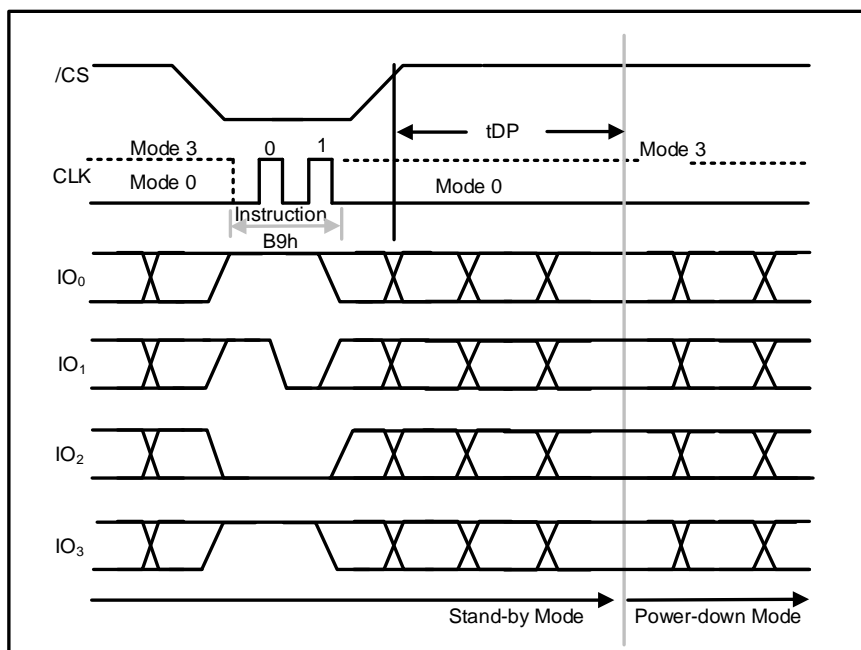 /CS
tDP
Mode 3
0
1
Mode 3
CLK
Mode 0
Mode 0
Instruction
B9h
IO₀
IO₁
IO₂
IO₃
Stand-by Mode
Power-down Mode